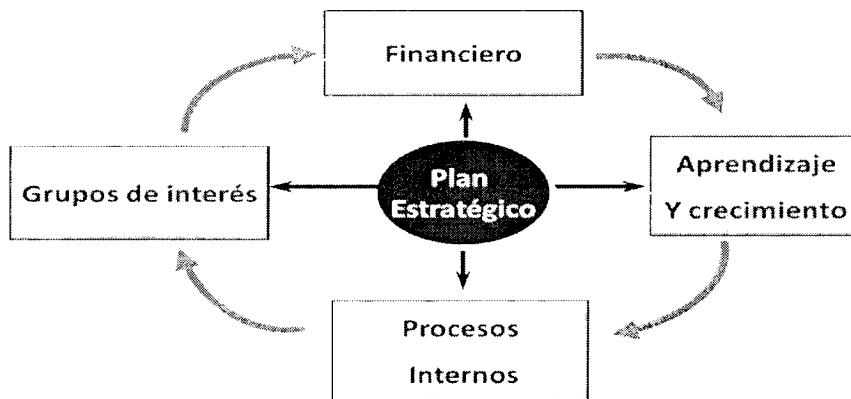 Financiero
Grupos de interés
Plan
Estratégico
Aprendizaje
Y crecimiento
Procesos
Internos